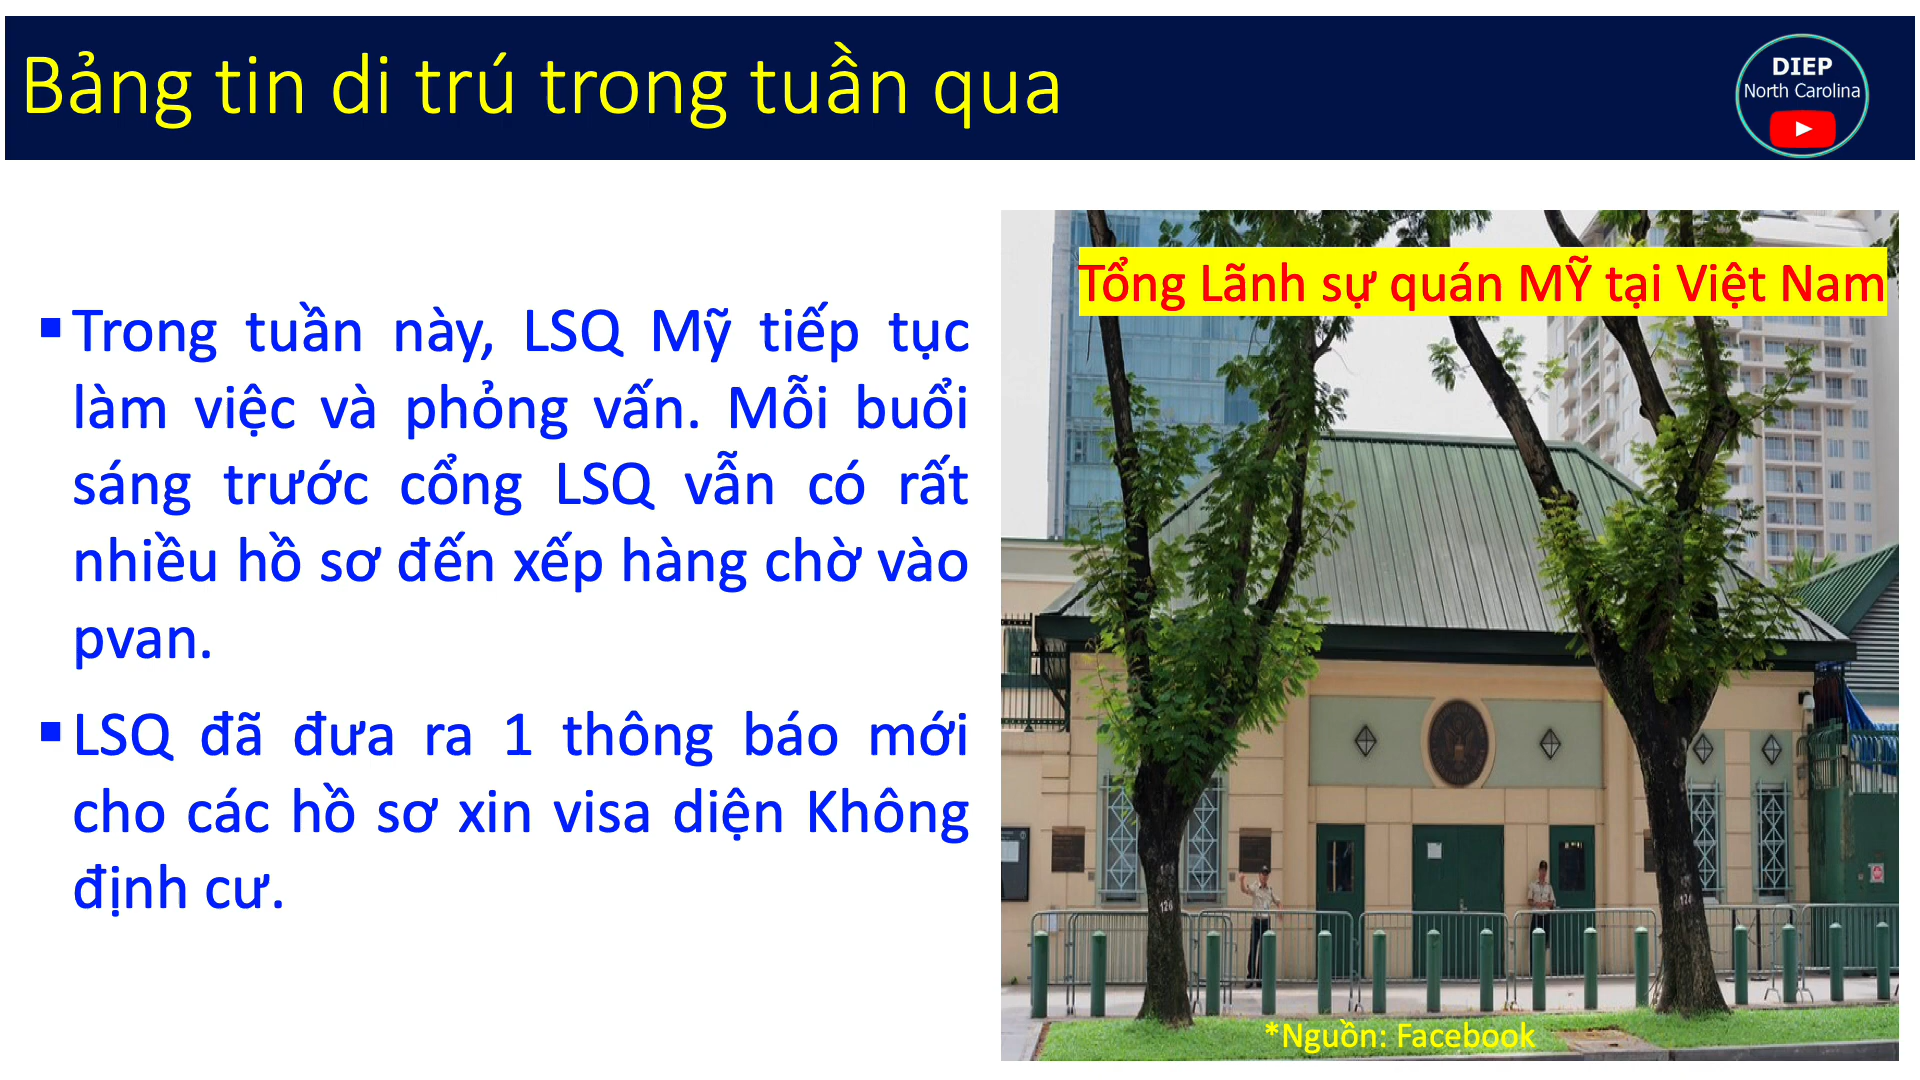 Bảng tin di trú trong tuần qua
DIEP
North Carolina
Tổng Lãnh sự quán MỸ tại Việt Nam
Trong tuần này, LSQ Mỹ tiếp tục
làm việc và phỏng vấn. Mỗi buổi
sáng trước cổng LSQ vẫn có rất
nhiều hồ sơ đến xếp hàng chờ vào
pvan.
LSQ đã đưa ra 1 thông báo mới
cho các hồ sơ xin visa diện Không
định cư.
126
*Nguồn: Facebook